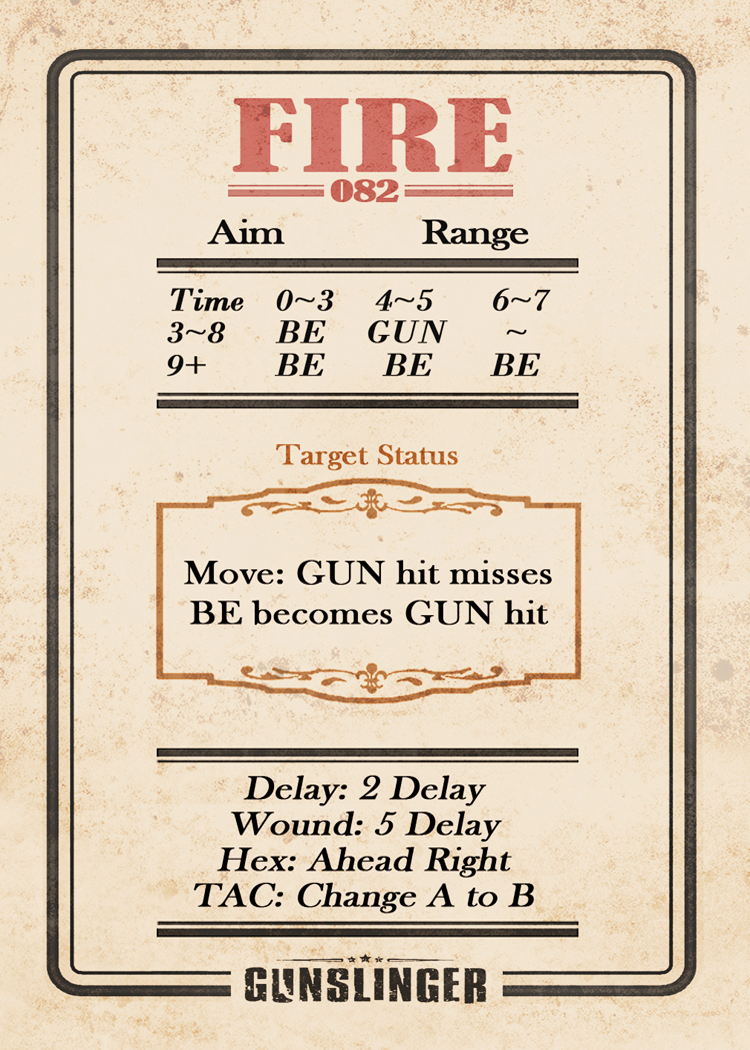 FIRE
082
Aim Range
Time 0~3 4~5 6~7
3~8 BE GUN ~
9+ BE BE BE
Target Status
Move: GUN hit misses
BE becomes GUN hit
Delay: 2 Delay
Wound: 5 Delay
Hex: Ahead Right
TAC: Change A to B
GUNSLINGER